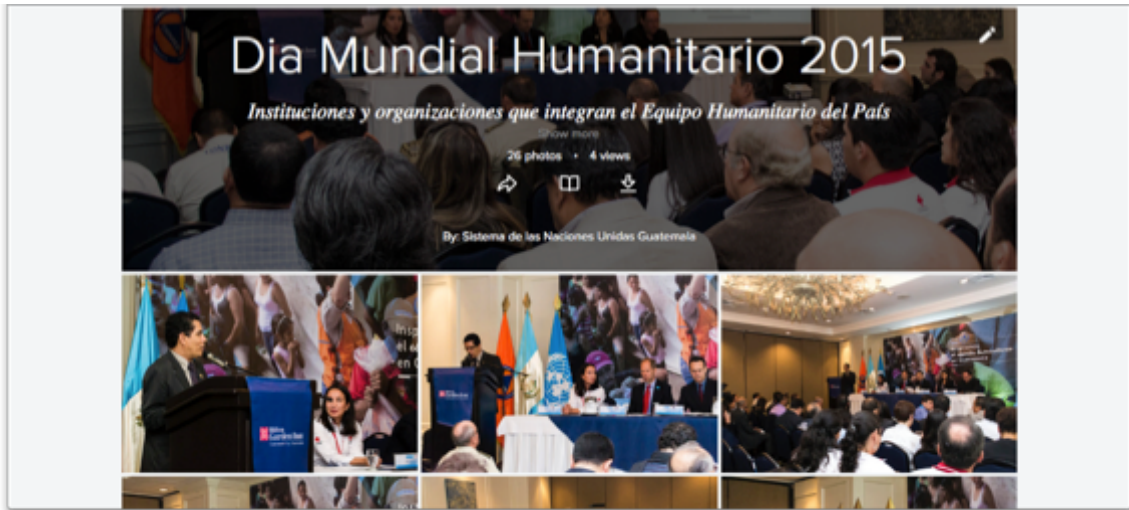 Dia Mundial Humanitario 2015
Instituciones y organizaciones que integran el Equipo Humanitario del País
Show more
26 photos • 4 views
By: Sistema de las Naciones Unidas Guatemala